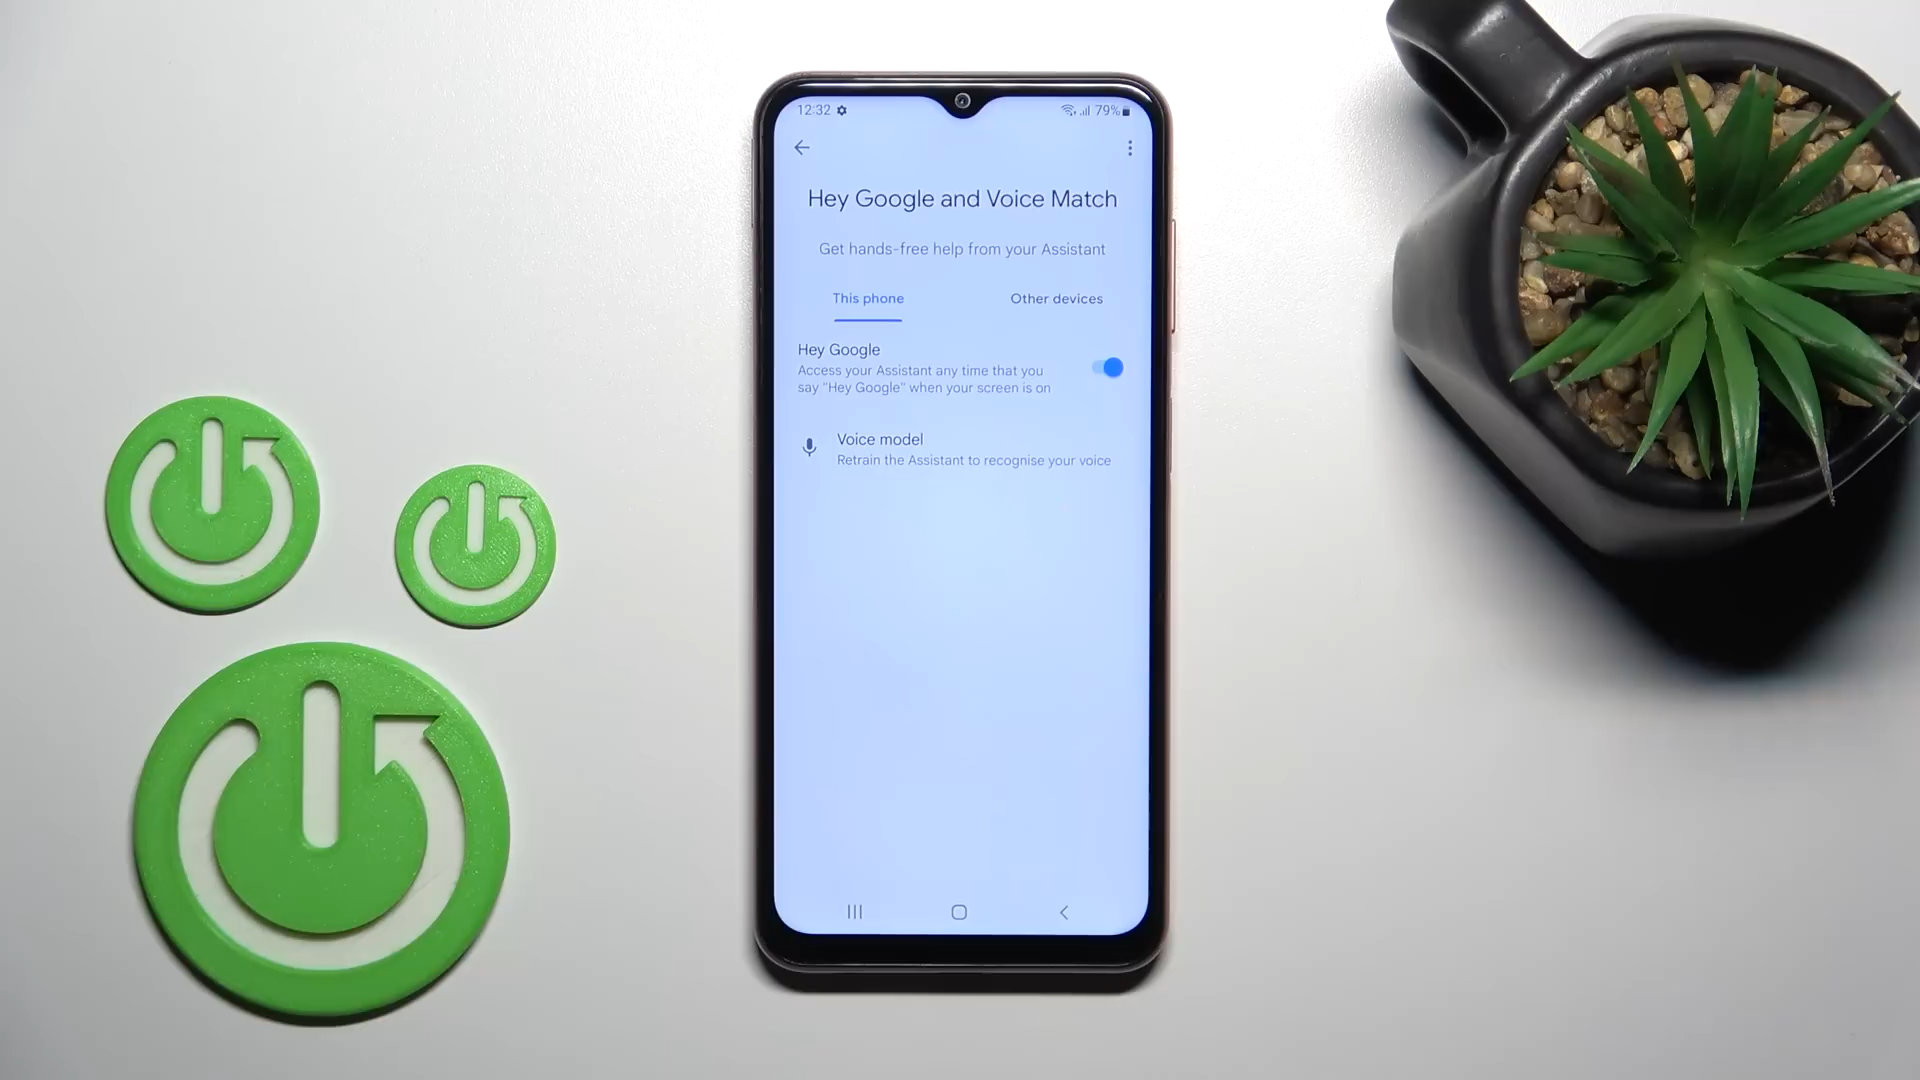 12:32
79%
Hey Google and Voice Match
Get hands-free help from your Assistant
This phone
Other devices
Hey Google
Access your Assistant any time that you
say "Hey Google" when your screen is on
Voice model
Retrain the Assistant to recognise your voice